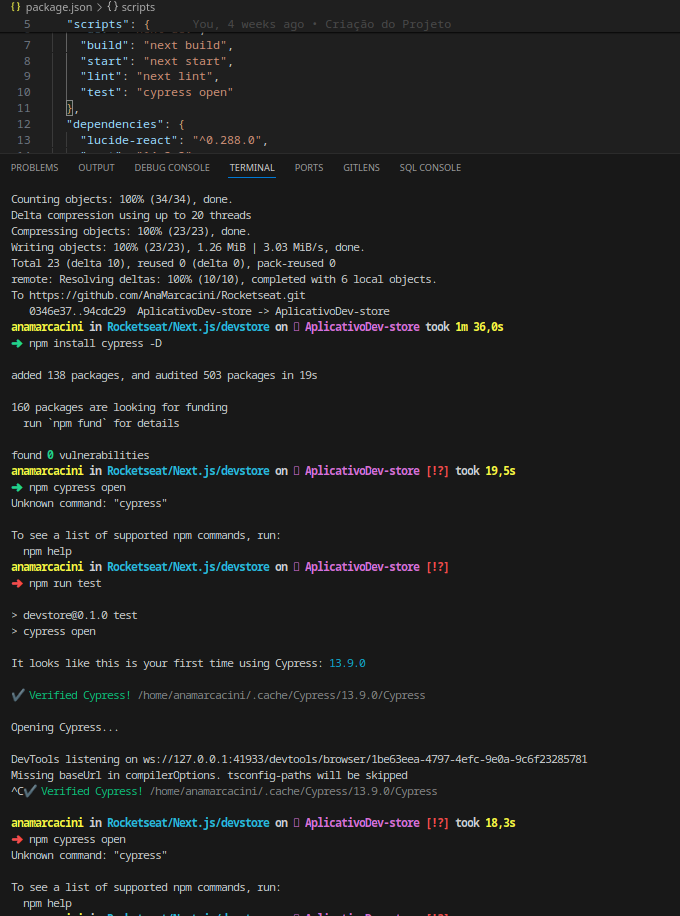 package.json > scripts
5 "scripts": { You, 4 weeks ago • Criação do Projeto
7 "build": "next build",
8 "start": "next start",
9 "lint": "next lint",
10 "test": "cypress open"
11 },
12 "dependencies": {
13 "lucide-react": "^0.288.0",
PROBLEMS OUTPUT DEBUG CONSOLE TERMINAL PORTS GITLENS SQL CONSOLE
Counting objects: 100% (34/34), done.
Delta compression using up to 20 threads
Compressing objects: 100% (23/23), done.
Writing objects: 100% (23/23), 1.26 MiB | 3.03 MiB/s, done.
Total 23 (delta 10), reused 0 (delta 0), pack-reused 0
remote: Resolving deltas: 100% (10/10), completed with 6 local objects.
To https://github.com/AnaMarcacini/Rocketseat.git
0346e37..94cdc29 AplicativoDev-store -> AplicativoDev-store
anamarcacini in Rocketseat/Next.js/devstore on AplicativoDev-store took 1m 36,0s
➜ npm install cypress -D
added 138 packages, and audited 503 packages in 19s
160 packages are looking for funding
run `npm fund` for details
found 0 vulnerabilities
anamarcacini in Rocketseat/Next.js/devstore on AplicativoDev-store [!?] took 19,5s
➜ npm cypress open
Unknown command: "cypress"
To see a list of supported npm commands, run:
npm help
anamarcacini in Rocketseat/Next.js/devstore on AplicativoDev-store [!?]
➜ npm run test
> devstore@0.1.0 test
> cypress open
It looks like this is your first time using Cypress: 13.9.0
✔ Verified Cypress! /home/anamarcacini/.cache/Cypress/13.9.0/Cypress
Opening Cypress...
DevTools listening on ws://127.0.0.1:41933/devtools/browser/1be63eea-4797-4efc-9e0a-9c6f23285781
Missing baseUrl in compilerOptions. tsconfig-paths will be skipped
^C✔ Verified Cypress! /home/anamarcacini/.cache/Cypress/13.9.0/Cypress
anamarcacini in Rocketseat/Next.js/devstore on AplicativoDev-store [!?] took 18,3s
➜ npm cypress open
Unknown command: "cypress"
To see a list of supported npm commands, run:
npm help